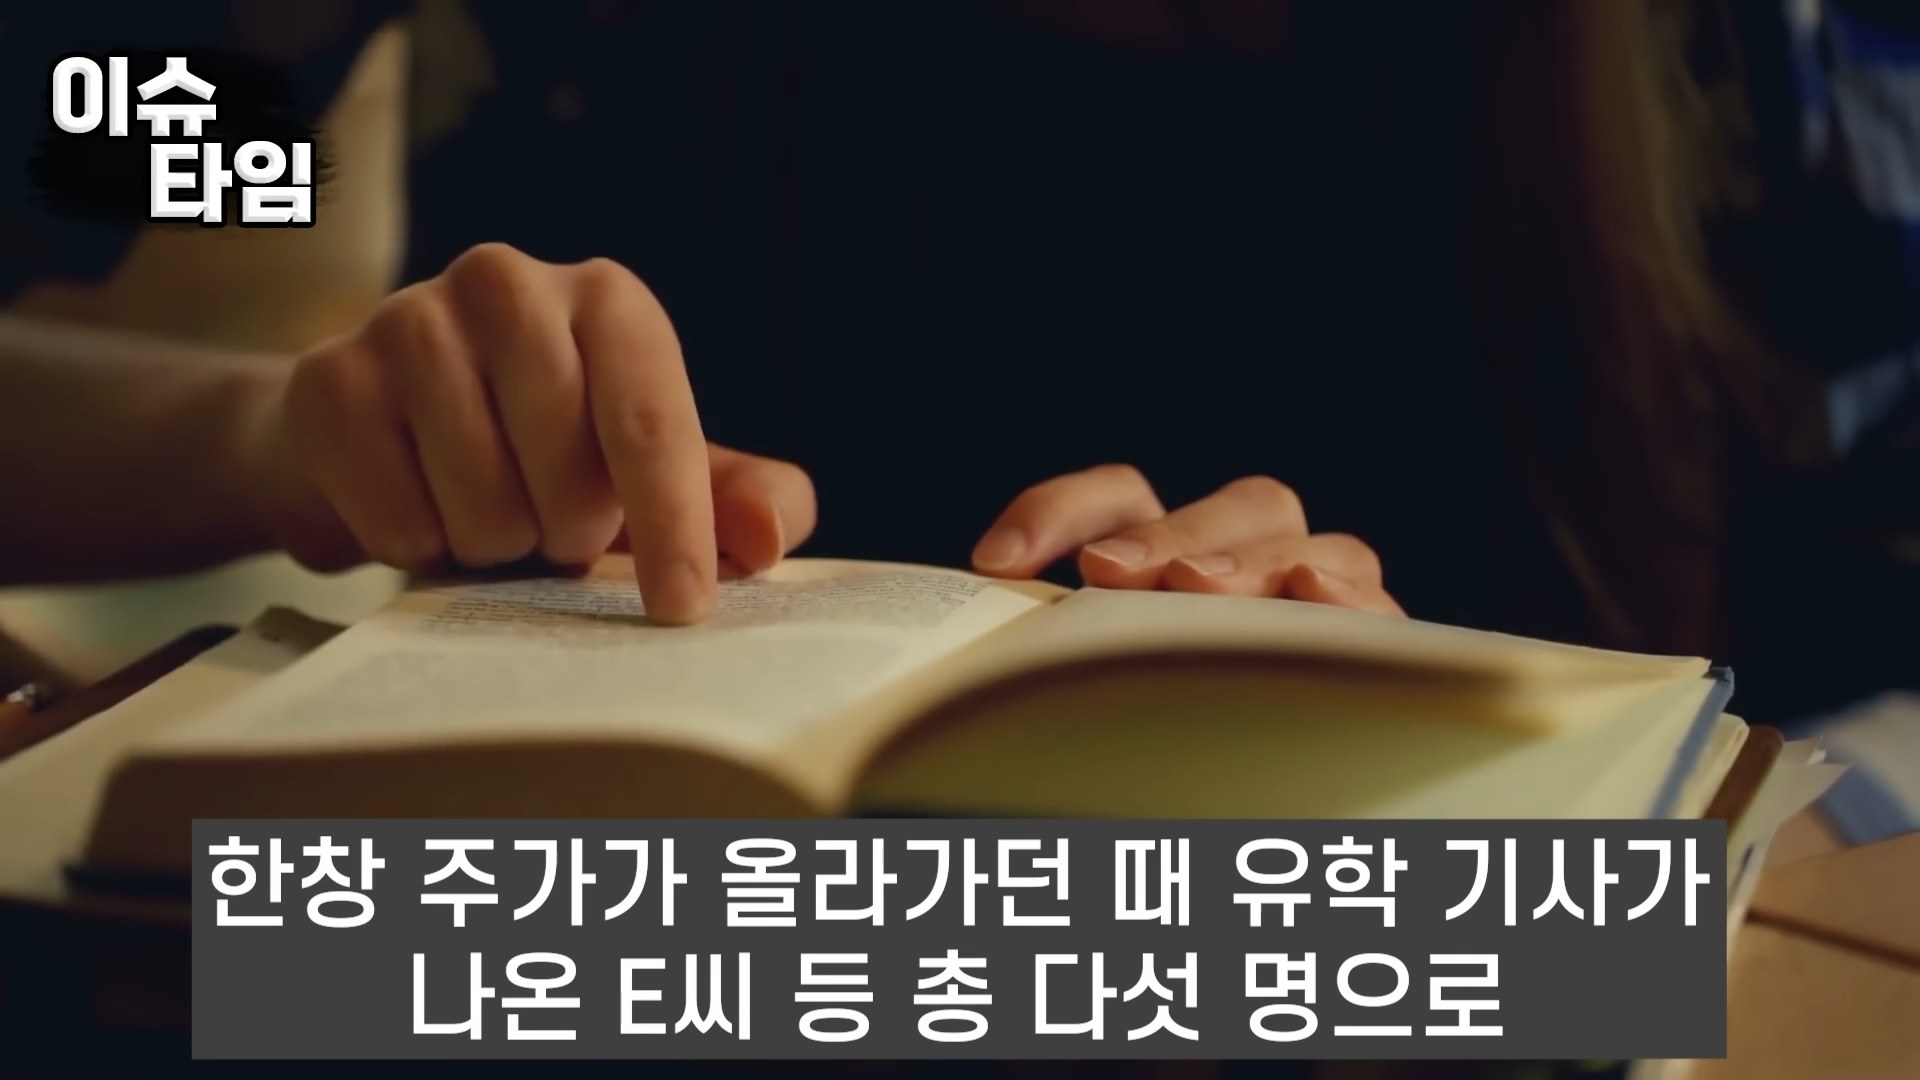 이슈
타임
한창 주가가 올라가던 때 유학 기사가
나온 E씨 등 총 다섯 명으로